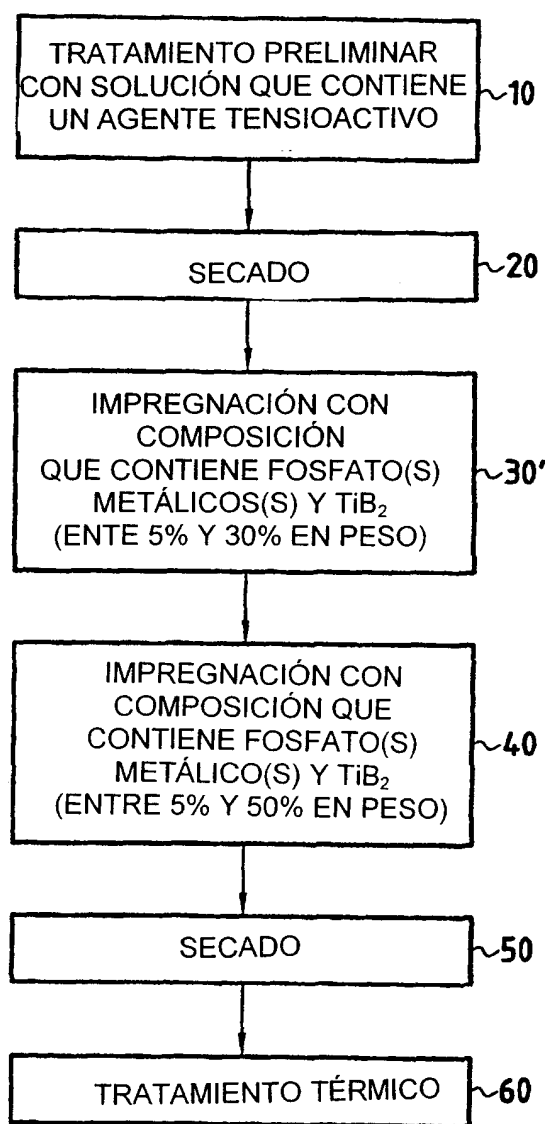 TRATAMIENTO PRELIMINAR
CON SOLUCIÓN QUE CONTIENE
UN AGENTE TENSIOACTIVO
10
SECADO
20
IMPREGNACIÓN CON
COMPOSICIÓN
QUE CONTIENE FOSFATO(S)
METÁLICOS(S) Y TiB₂
(ENTE 5% Y 30% EN PESO)
30'
IMPREGNACIÓN CON
COMPOSICIÓN QUE
CONTIENE FOSFATO(S)
METÁLICO(S) Y TiB₂
(ENTRE 5% Y 50% EN PESO)
40
SECADO
50
TRATAMIENTO TÉRMICO
60